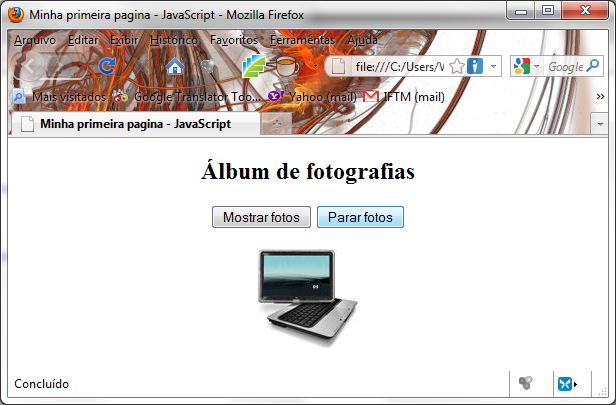 Minha primeira pagina - JavaScript - Mozilla Firefox
Arquivo Editar Exibir Histórico Favoritos Ferramentas Ajuda
file:///C:/Users/ Google
Mais visitados Google Translator Too... Yahoo (mail) IFTM (mail) »
Minha primeira pagina - JavaScript
Álbum de fotografias
Mostrar fotos Parar fotos
Concluído